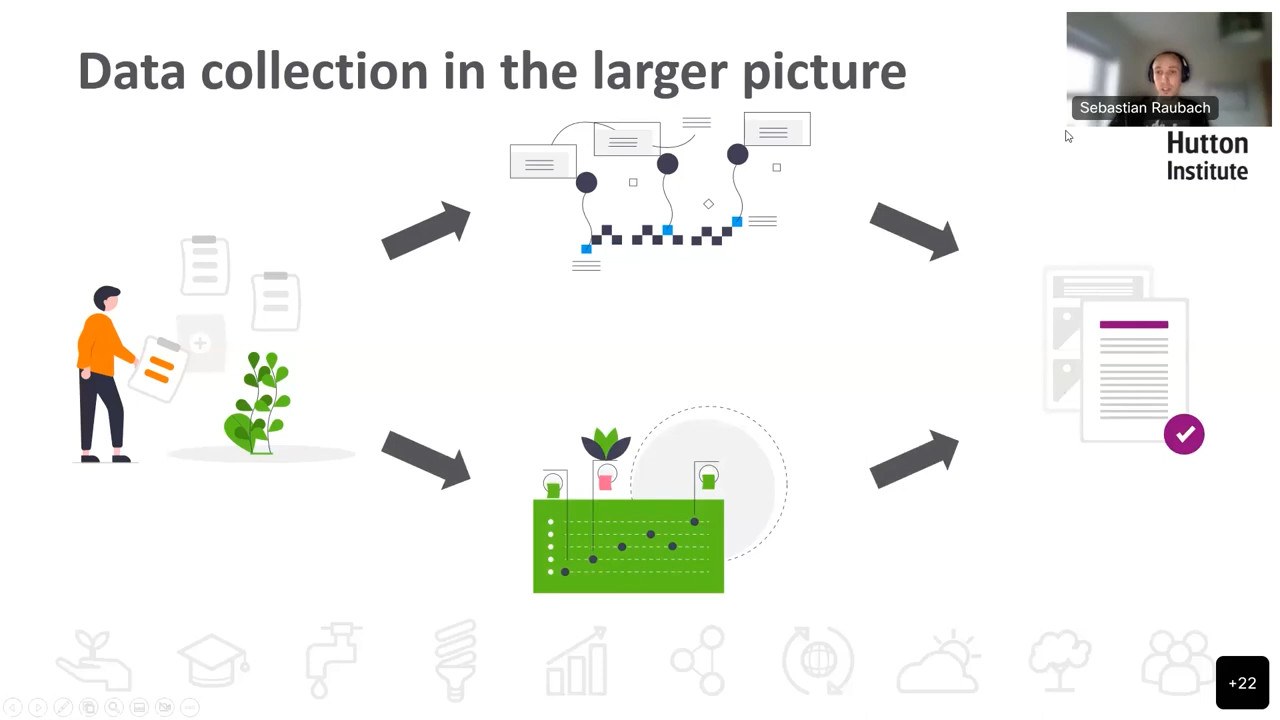 Data collection in the larger picture
Sebastian Raubach
Hutton
Institute
+22